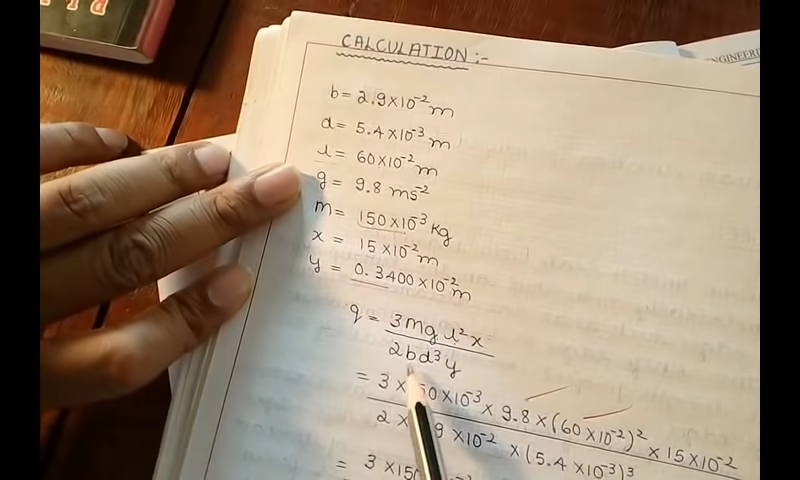 CALCULATION :-
ENGINEERI
b = 2.9×10⁻² m
d = 5.4×10⁻³ m
l = 60×10⁻² m
g = 9.8 ms⁻²
m = 150×10⁻³ kg
x = 15×10⁻² m
y = 0.3400×10⁻² m
q = 3mgl²x
2bd³y
= 3 × 50×10⁻³ × 9.8 × (60×10⁻²)² × 15×10⁻²
2 × 9 ×10⁻² × (5.4 ×10⁻³)³
= 3 ×150